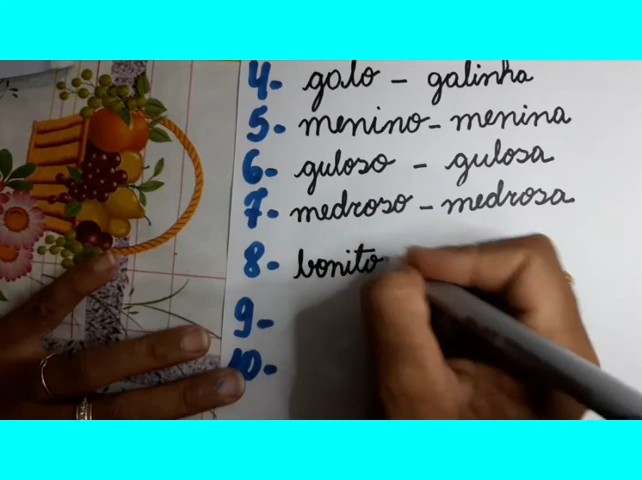 4- galo - galinha
5- menino - menina
6- guloso - gulosa
7- medroso - medrosa
8- bonito
9-
10-